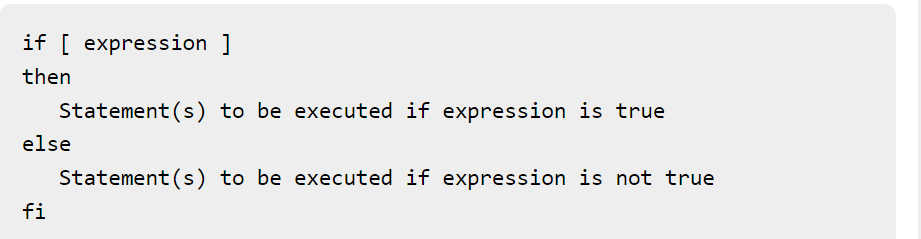 if [ expression ]
then
   Statement(s) to be executed if expression is true
else
   Statement(s) to be executed if expression is not true
fi